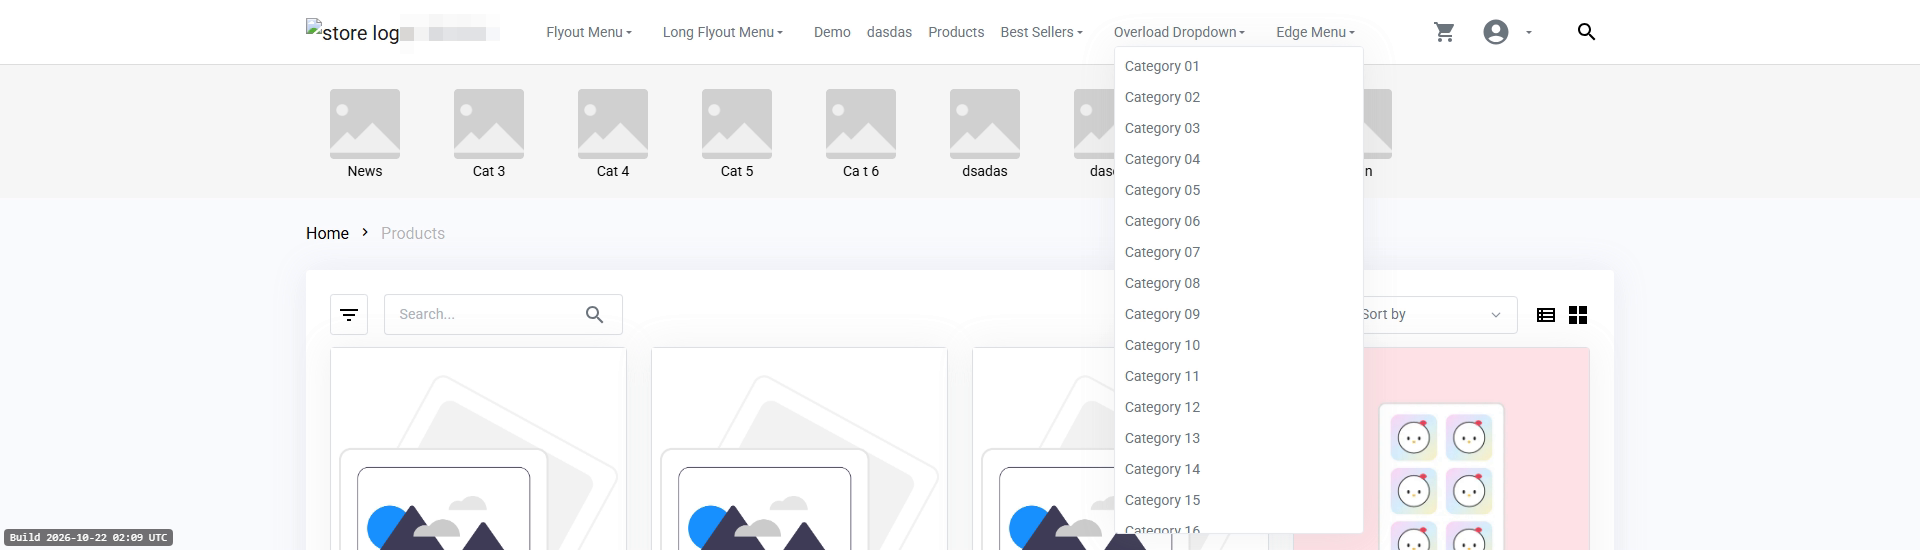 store log
Flyout Menu
Long Flyout Menu
Demo
dasdas
Products
Best Sellers
Overload Dropdown
Edge Menu
Category 01
Category 02
Category 03
Category 04
Category 05
Category 06
Category 07
Category 08
Category 09
Category 10
Category 11
Category 12
Category 13
Category 14
Category 15
Category 16
News
Cat 3
Cat 4
Cat 5
Ca t 6
dsadas
das
n
Home > Products
Search...
Sort by
Build 2026-10-22 02:09 UTC